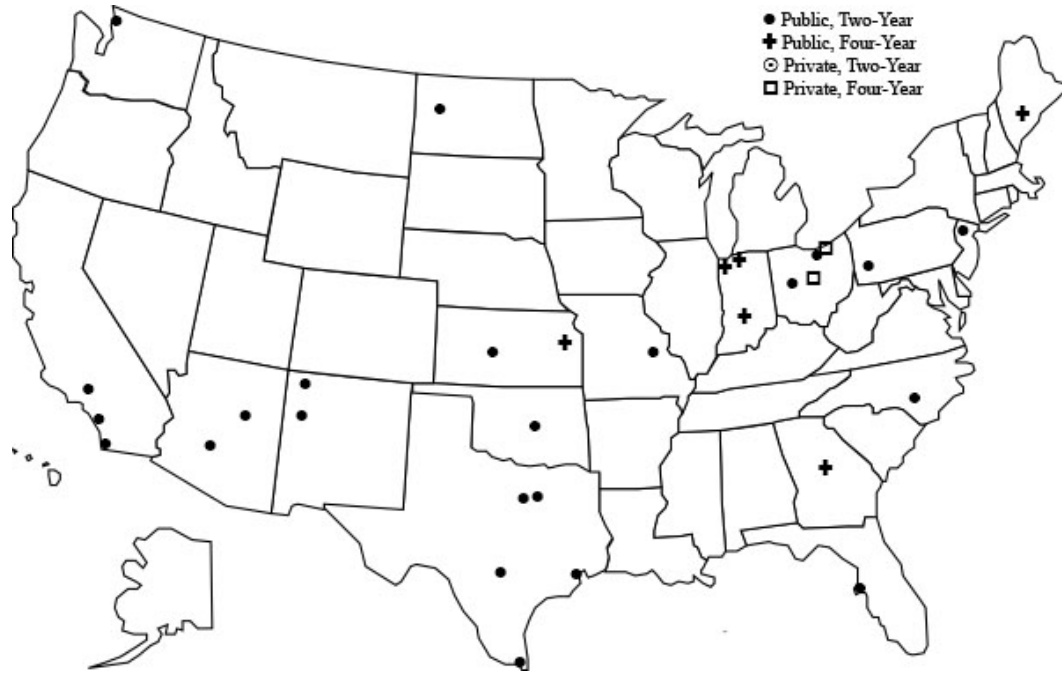 Public, Two-Year
Public, Four-Year
Private, Two-Year
Private, Four-Year